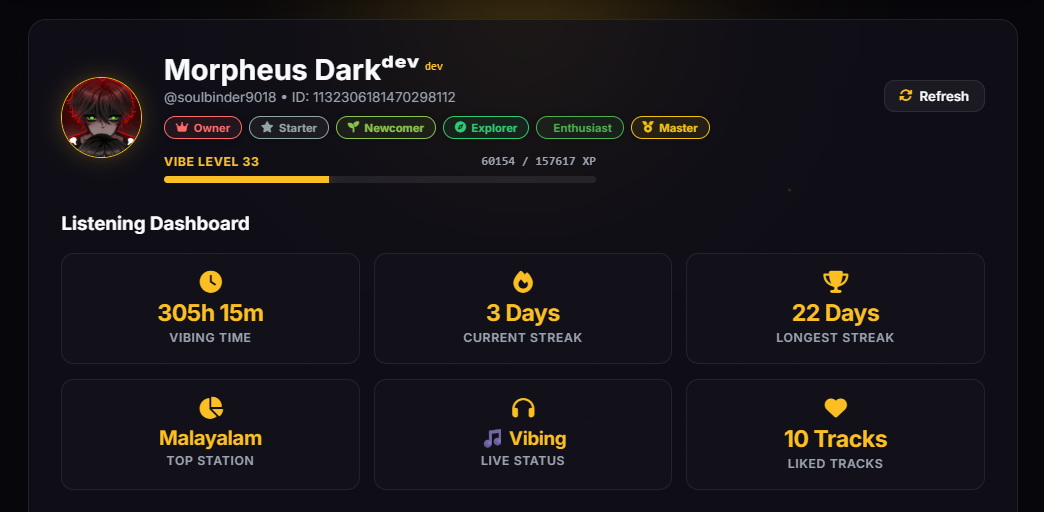 Morpheus Darkᵈᵉᵛ dev
@soulbinder9018 • ID: 1132306181470298112
Refresh
Owner Starter Newcomer Explorer Enthusiast Master
VIBE LEVEL 33 60154 / 157617 XP
Listening Dashboard
305h 15m 3 Days 22 Days
VIBING TIME CURRENT STREAK LONGEST STREAK
Malayalam 🎵 Vibing 10 Tracks
TOP STATION LIVE STATUS LIKED TRACKS